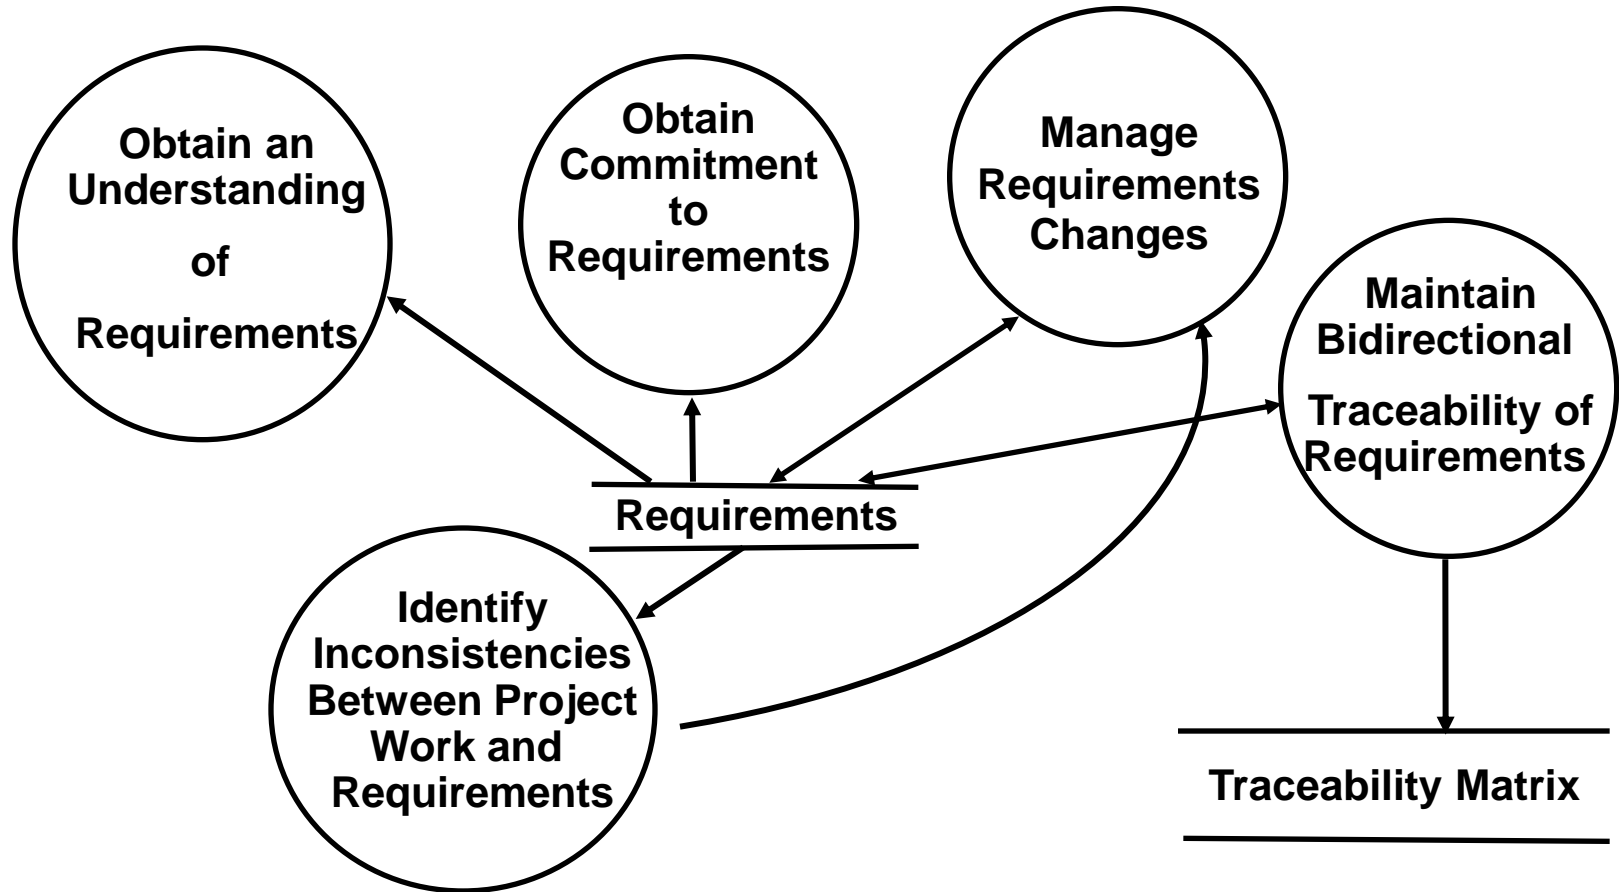 Obtain an
Understanding
of
Requirements
Obtain
Commitment
to
Requirements
Manage
Requirements
Changes
Maintain
Bidirectional
Traceability of
Requirements
Requirements
Identify
Inconsistencies
Between Project
Work and
Requirements
Traceability Matrix